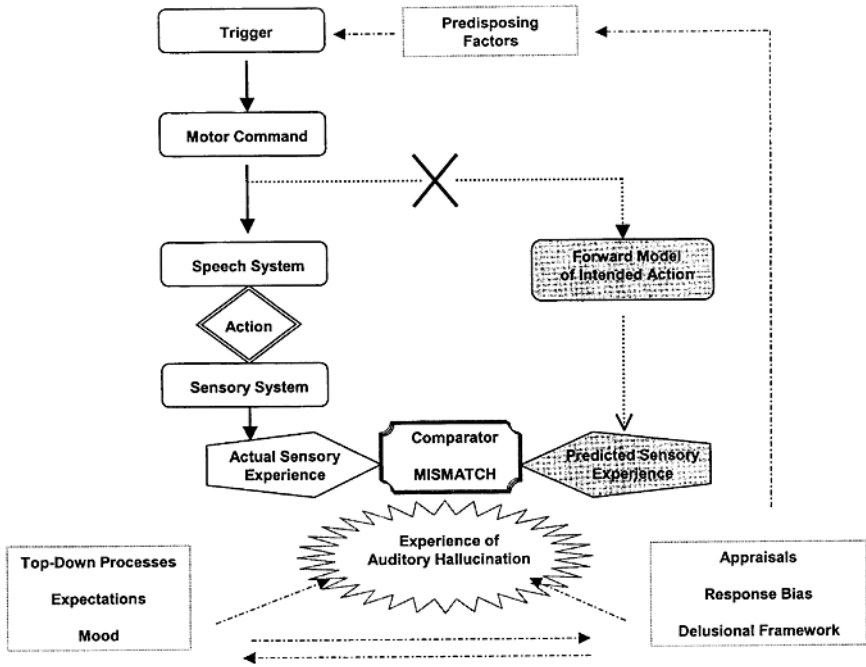 Trigger
Predisposing
Factors
Motor Command
Speech System
Forward Model
of Intended Action
Action
Sensory System
Actual Sensory
Experience
Comparator
MISMATCH
Predicted Sensory
Experience
Experience of
Auditory Hallucination
Top-Down Processes
Expectations
Mood
Appraisals
Response Bias
Delusional Framework